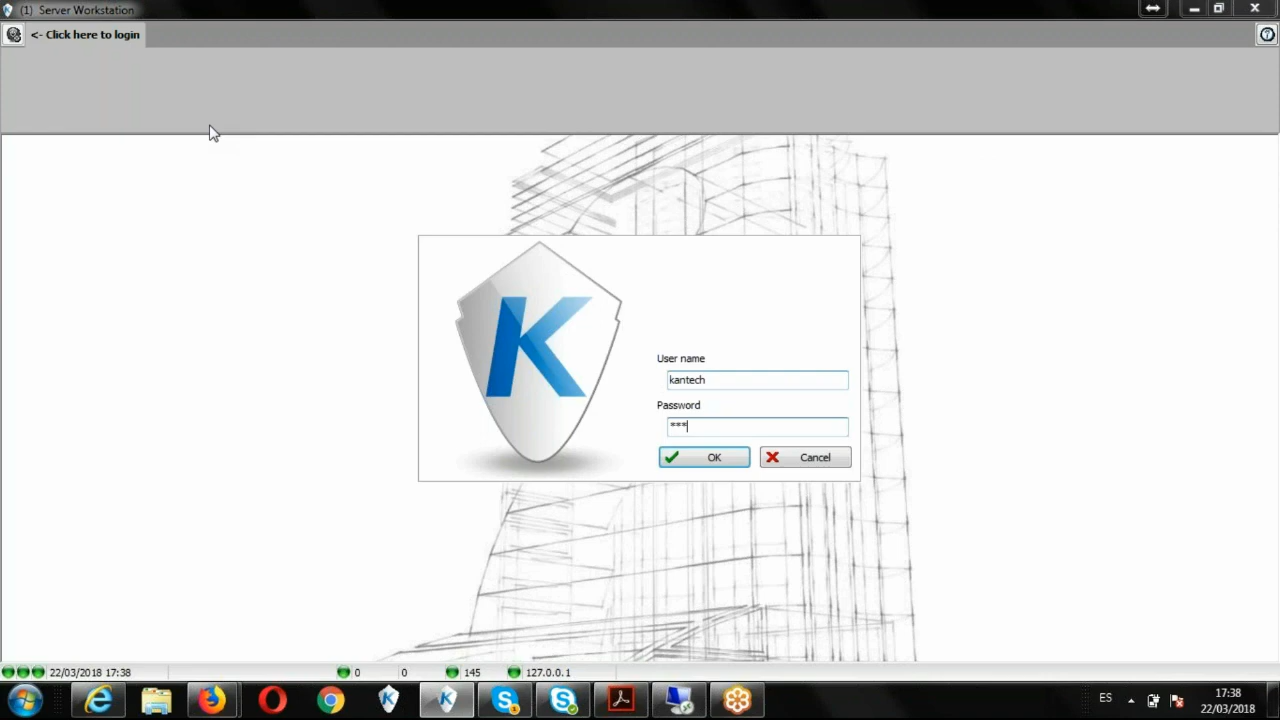 (1) Server Workstation
<- Click here to login
K
User name
kantech
Password
***
OK
Cancel
22/03/2018 17:38
0
0
145
127.0.0.1
ES
17:38
22/03/2018